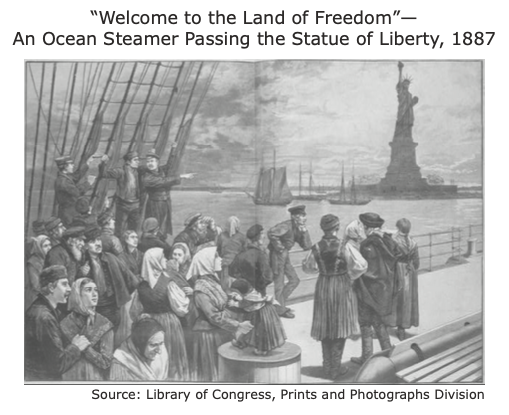 “Welcome to the Land of Freedom”—
An Ocean Steamer Passing the Statue of Liberty, 1887
Source: Library of Congress, Prints and Photographs Division